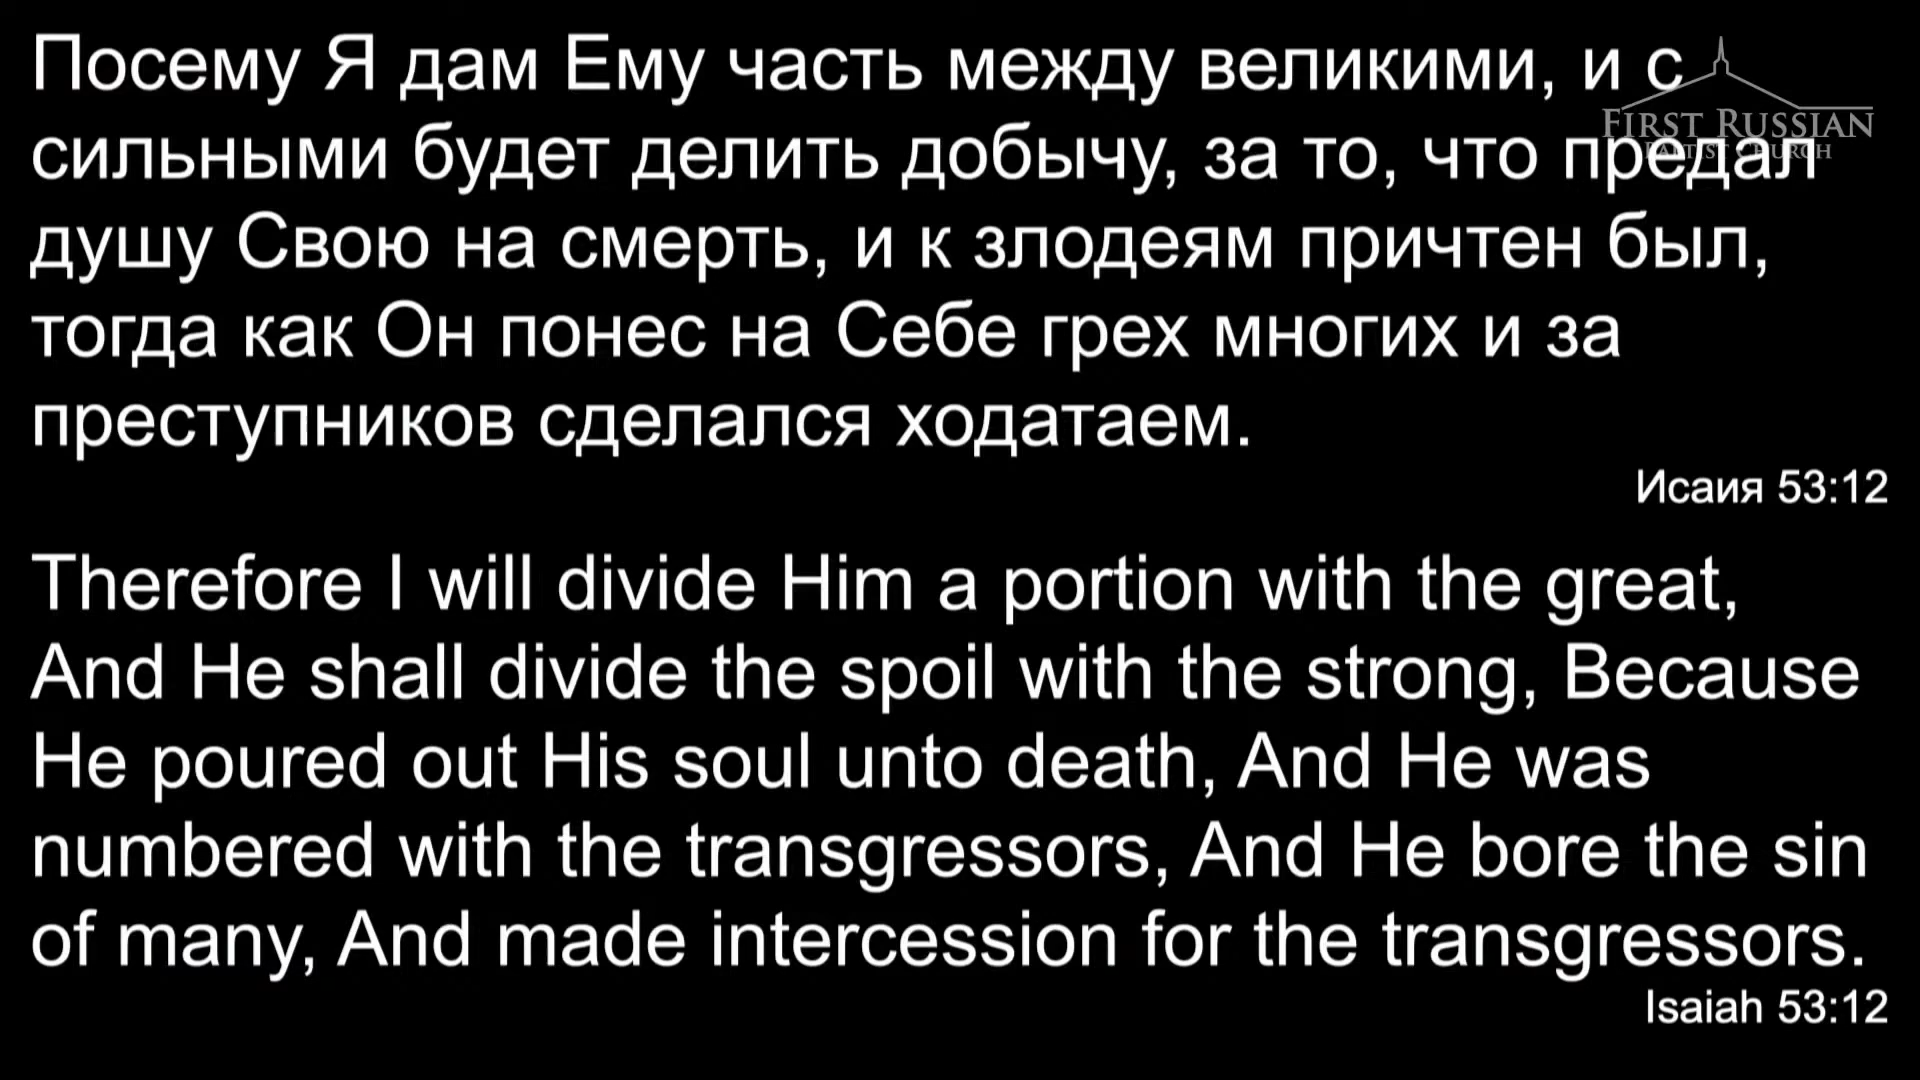 Посему Я дам Ему часть между великими, и с
сильными будет делить добычу, за то, что предал
душу Свою на смерть, и к злодеям причтен был,
тогда как Он понес на Себе грех многих и за
преступников сделался ходатаем.
Исаия 53:12
Therefore I will divide Him a portion with the great,
And He shall divide the spoil with the strong, Because
He poured out His soul unto death, And He was
numbered with the transgressors, And He bore the sin
of many, And made intercession for the transgressors.
Isaiah 53:12
FIRST RUSSIAN
BAPTIST CHURCH